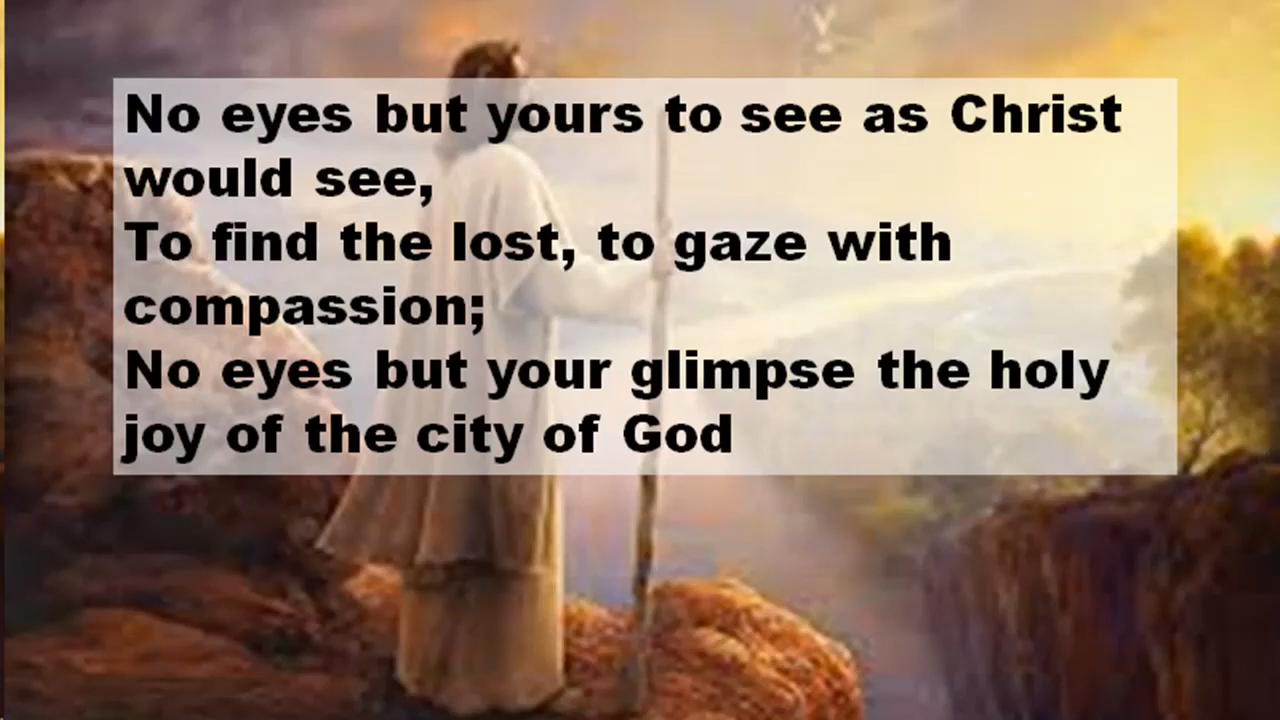 No eyes but yours to see as Christ
would see,
To find the lost, to gaze with
compassion;
No eyes but your glimpse the holy
joy of the city of God